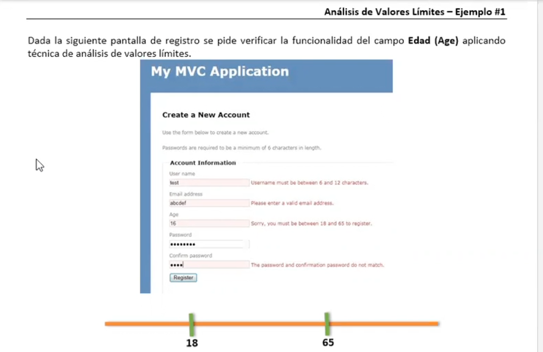 Análisis de Valores Límites – Ejemplo #1
Dada la siguiente pantalla de registro se pide verificar la funcionalidad del campo Edad (Age) aplicando
técnica de análisis de valores límites.
My MVC Application
Create a New Account
Use the form below to create a new account.
Passwords are required to be a minimum of 6 characters in length.
Account Information
User name
test Username must be between 6 and 12 characters.
Email address
abcdef Please enter a valid email address.
Age
16 Sorry, you must be between 18 and 65 to register.
Password
••••••••
Confirm password
•••• The password and confirmation password do not match.
Register
18 65